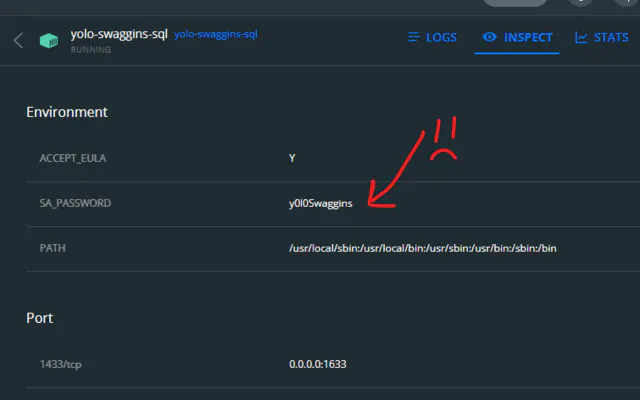 yolo-swaggins-sql yolo-swaggins-sql
RUNNING
LOGS INSPECT STATS
Environment
ACCEPT_EULA Y
SA_PASSWORD y0l0Swaggins
PATH /usr/local/sbin:/usr/local/bin:/usr/sbin:/usr/bin:/sbin:/bin
Port
1433/tcp 0.0.0.0:1633